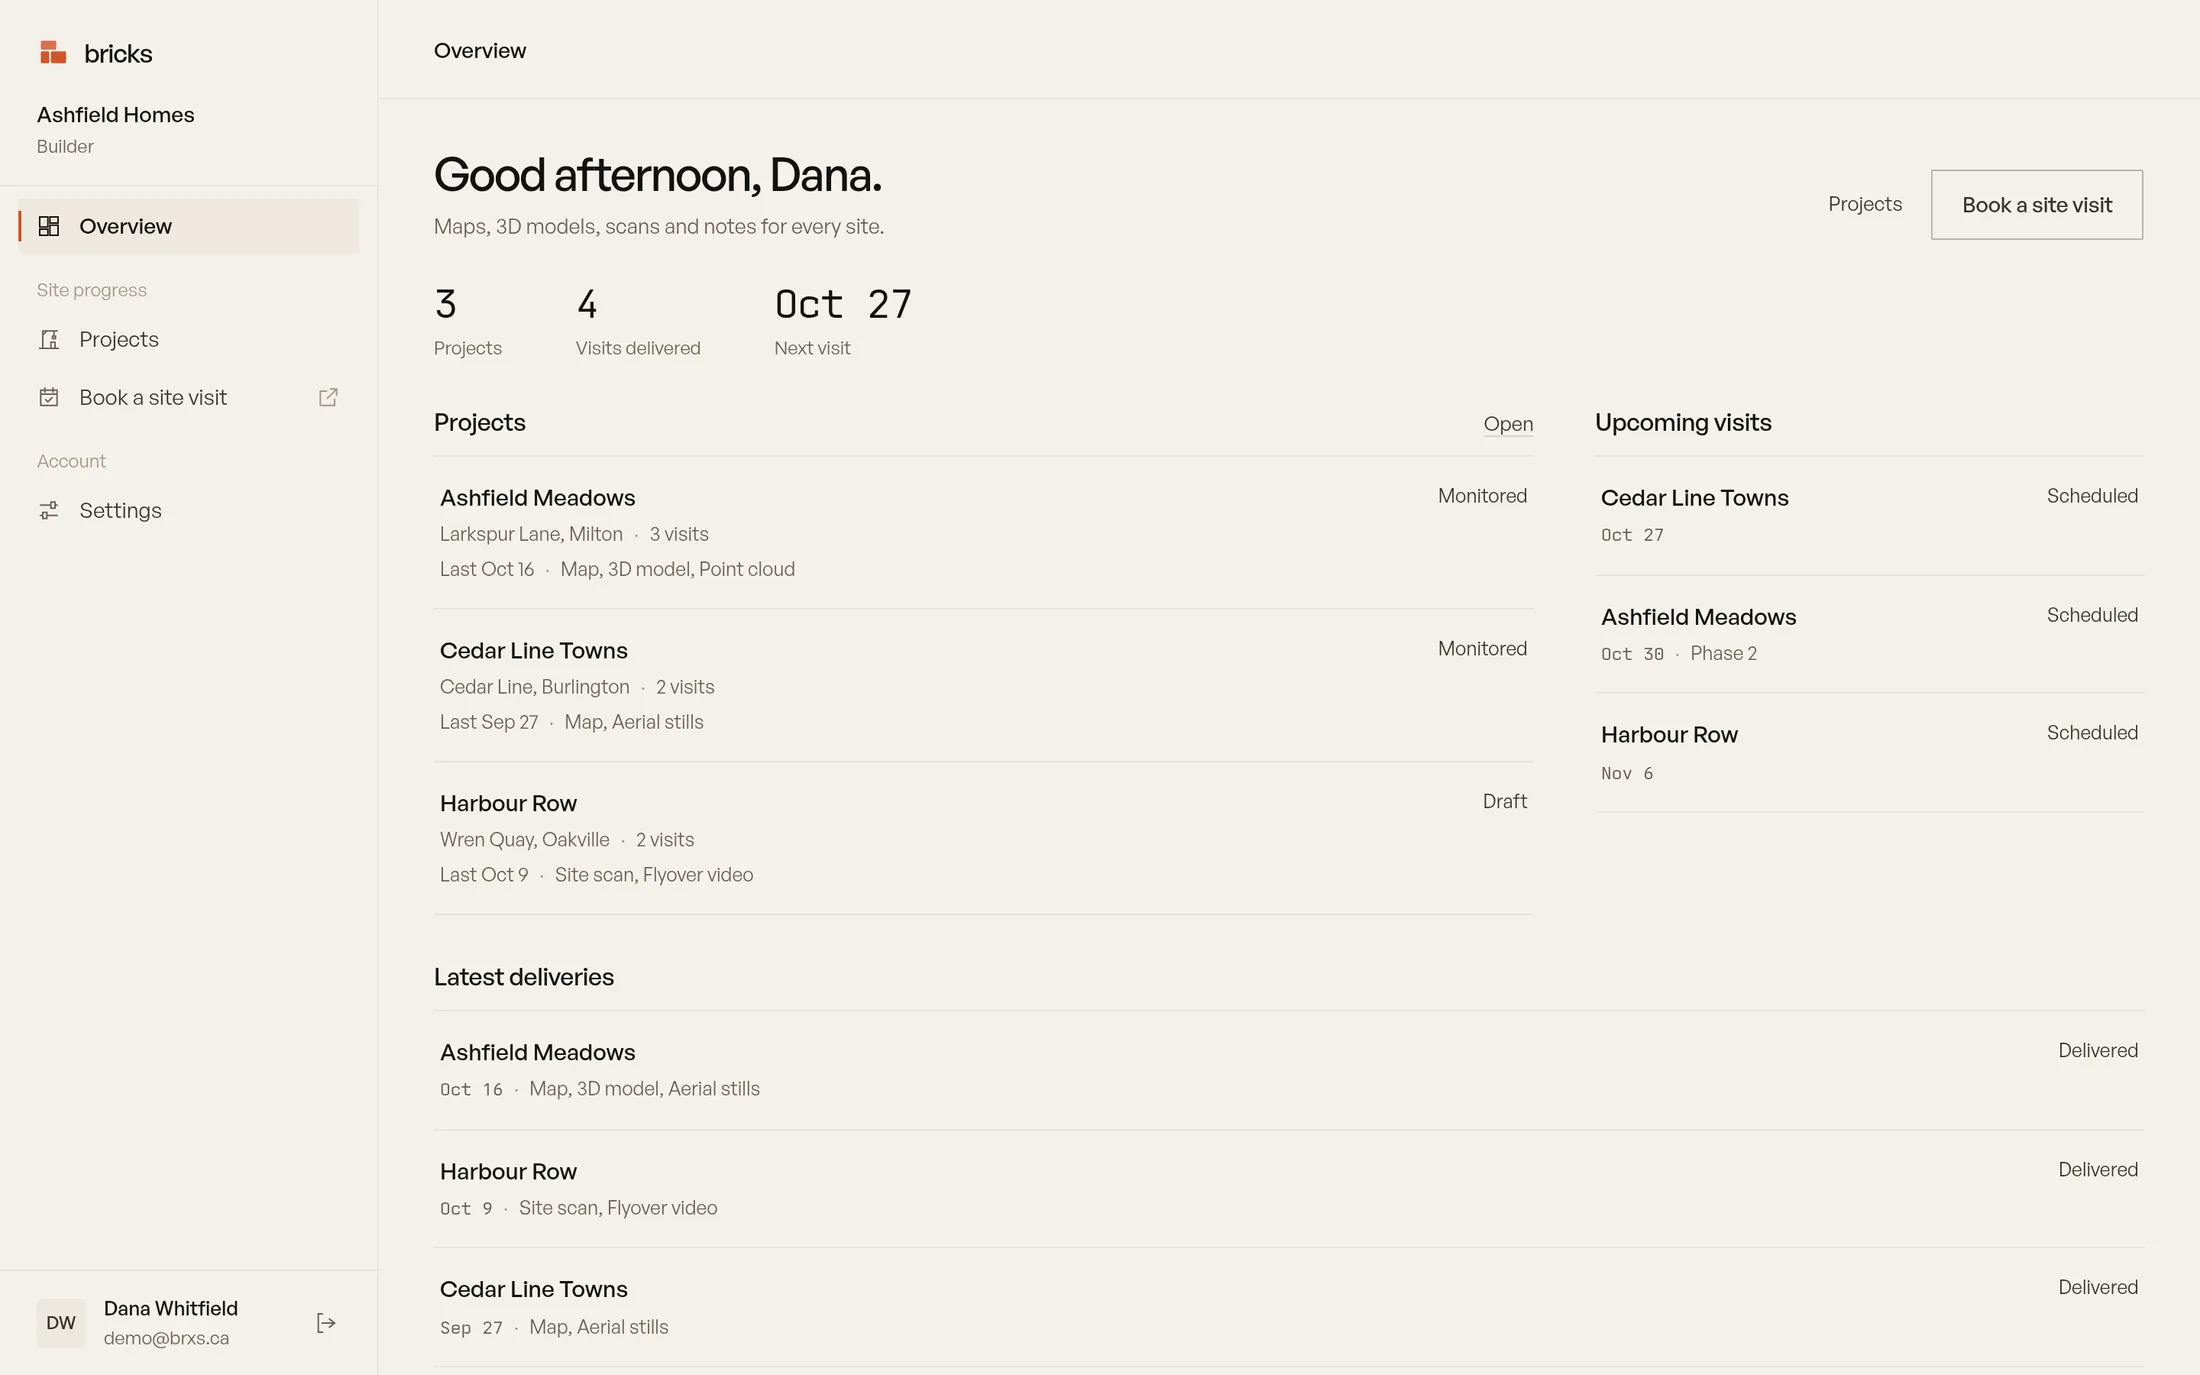 bricks
Ashfield Homes
Builder
Overview
Site progress
Projects
Book a site visit
Account
Settings
DW
Dana Whitfield
demo@brxs.ca
Overview
Good afternoon, Dana.
Maps, 3D models, scans and notes for every site.
Projects
Book a site visit
3
Projects
4
Visits delivered
Oct 27
Next visit
Projects
Open
Ashfield Meadows
Monitored
Larkspur Lane, Milton · 3 visits
Last Oct 16 · Map, 3D model, Point cloud
Cedar Line Towns
Monitored
Cedar Line, Burlington · 2 visits
Last Sep 27 · Map, Aerial stills
Harbour Row
Draft
Wren Quay, Oakville · 2 visits
Last Oct 9 · Site scan, Flyover video
Upcoming visits
Cedar Line Towns
Scheduled
Oct 27
Ashfield Meadows
Scheduled
Oct 30 · Phase 2
Harbour Row
Scheduled
Nov 6
Latest deliveries
Ashfield Meadows
Delivered
Oct 16 · Map, 3D model, Aerial stills
Harbour Row
Delivered
Oct 9 · Site scan, Flyover video
Cedar Line Towns
Delivered
Sep 27 · Map, Aerial stills